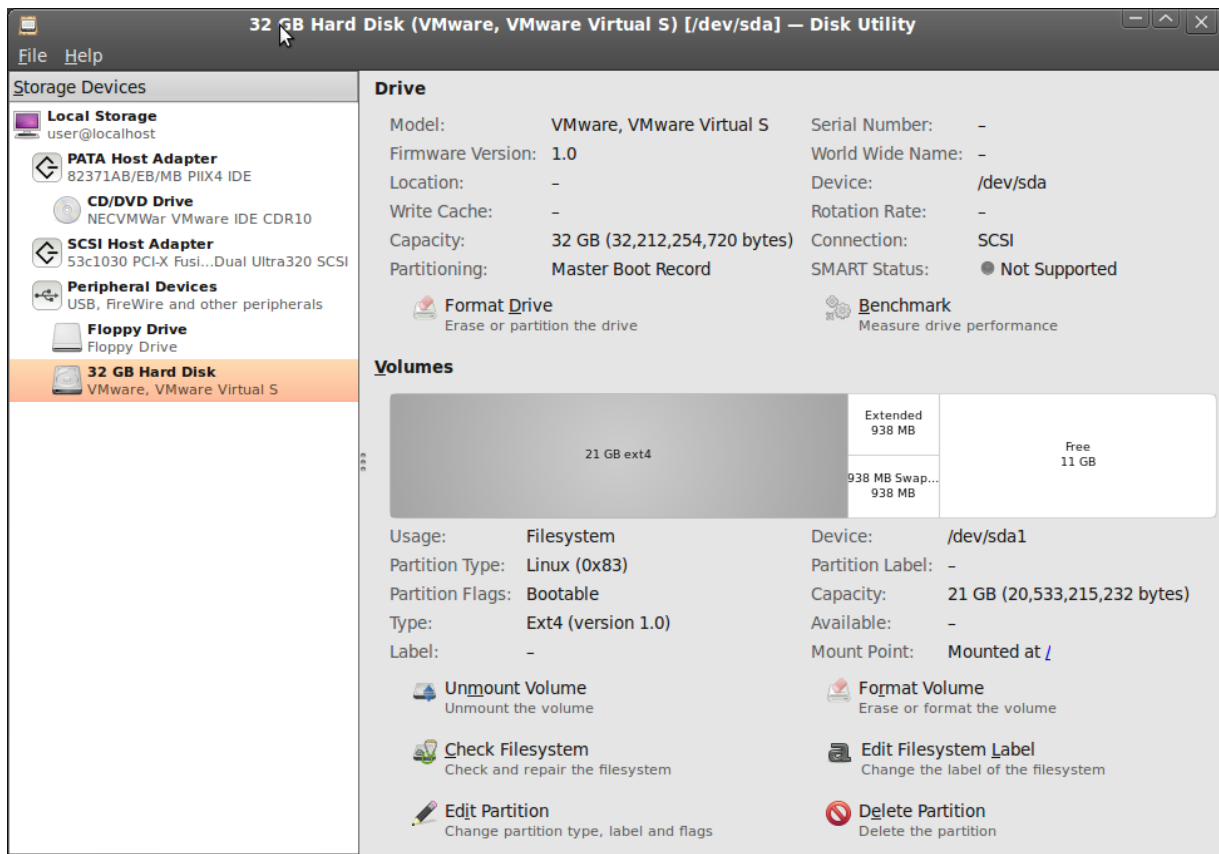 32 GB Hard Disk (VMware, VMware Virtual S) [/dev/sda] — Disk Utility
File Help
Storage Devices
Local Storage
user@localhost
PATA Host Adapter
82371AB/EB/MB PIIX4 IDE
CD/DVD Drive
NECVMWar VMware IDE CDR10
SCSI Host Adapter
53c1030 PCI-X Fusi...Dual Ultra320 SCSI
Peripheral Devices
USB, FireWire and other peripherals
Floppy Drive
Floppy Drive
32 GB Hard Disk
VMware, VMware Virtual S
Drive
Model: VMware, VMware Virtual S Serial Number: –
Firmware Version: 1.0 World Wide Name: –
Location: – Device: /dev/sda
Write Cache: – Rotation Rate: –
Capacity: 32 GB (32,212,254,720 bytes) Connection: SCSI
Partitioning: Master Boot Record SMART Status: Not Supported
Format Drive Benchmark
Erase or partition the drive Measure drive performance
Volumes
21 GB ext4
Extended
938 MB
938 MB Swap...
938 MB
Free
11 GB
Usage: Filesystem Device: /dev/sda1
Partition Type: Linux (0x83) Partition Label: –
Partition Flags: Bootable Capacity: 21 GB (20,533,215,232 bytes)
Type: Ext4 (version 1.0) Available: –
Label: – Mount Point: Mounted at /
Unmount Volume Format Volume
Unmount the volume Erase or format the volume
Check Filesystem Edit Filesystem Label
Check and repair the filesystem Change the label of the filesystem
Edit Partition Delete Partition
Change partition type, label and flags Delete the partition